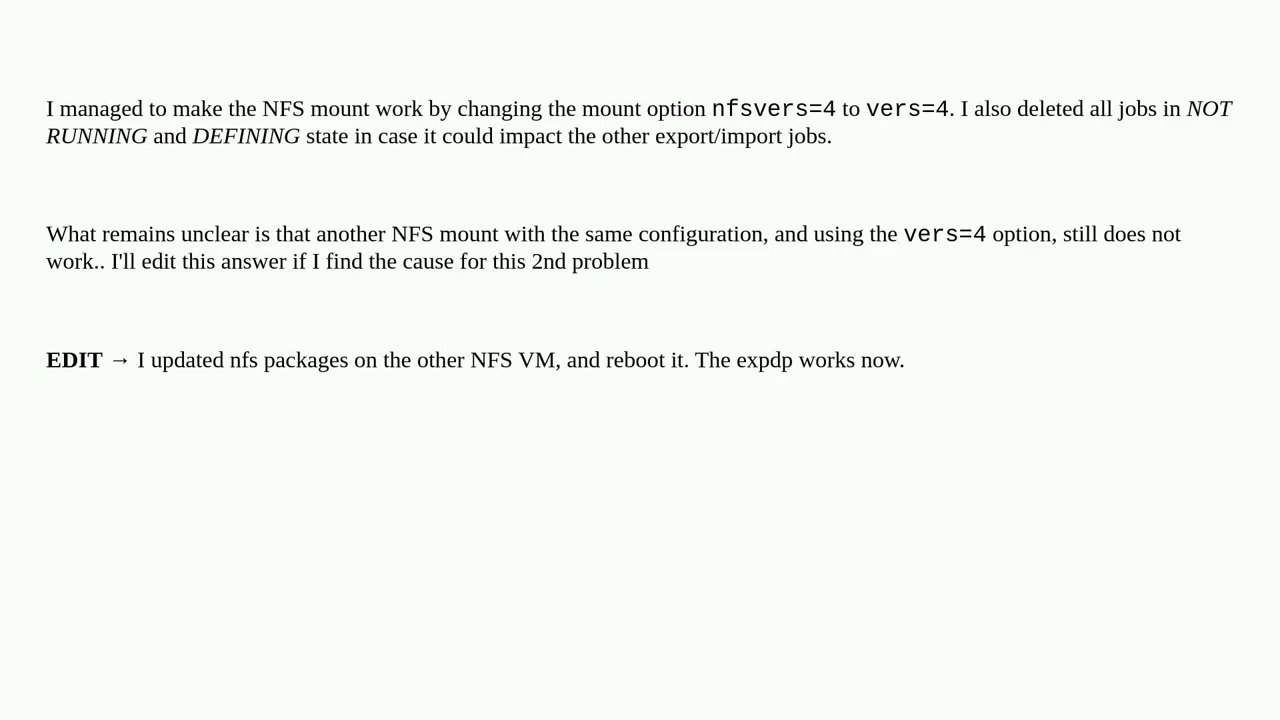 I managed to make the NFS mount work by changing the mount option nfsvers=4 to vers=4. I also deleted all jobs in NOT
RUNNING and DEFINING state in case it could impact the other export/import jobs.
What remains unclear is that another NFS mount with the same configuration, and using the vers=4 option, still does not
work.. I'll edit this answer if I find the cause for this 2nd problem
EDIT → I updated nfs packages on the other NFS VM, and reboot it. The expdp works now.